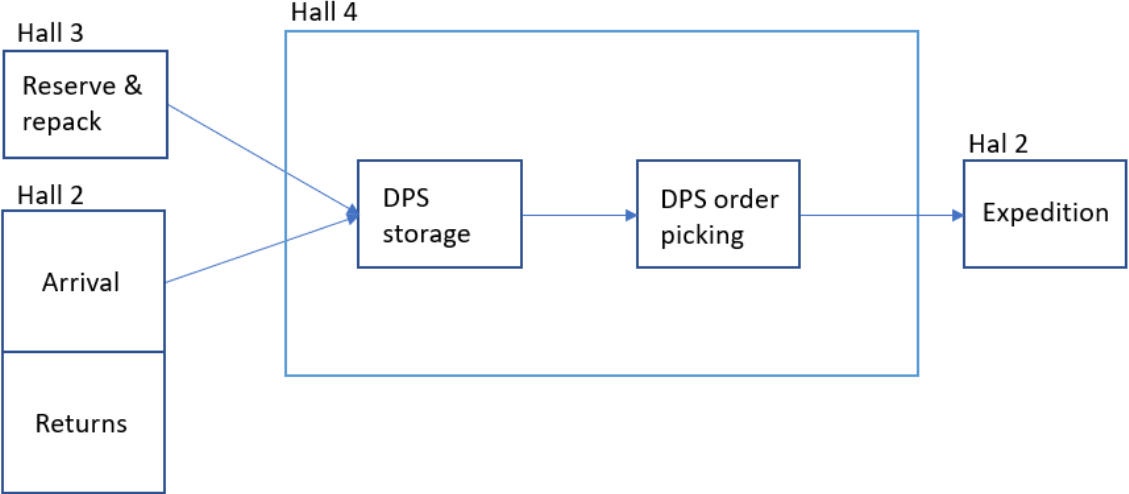 Hall 4
Hall 3
Reserve &
repack
Hall 2
Arrival
Returns
DPS
storage
DPS order
picking
Hal 2
Expedition